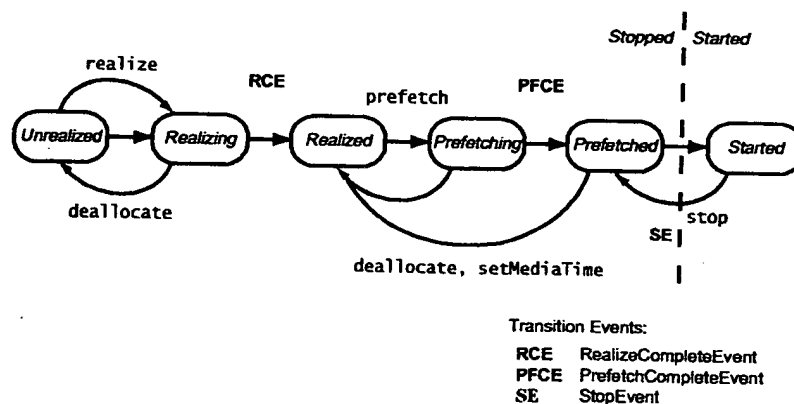 Stopped Started
realize
RCE
PFCE
prefetch
Unrealized Realizing Realized Prefetching Prefetched Started
deallocate
stop
SE
deallocate, setMediaTime
Transition Events:
RCE RealizeCompleteEvent
PFCE PrefetchCompleteEvent
SE StopEvent